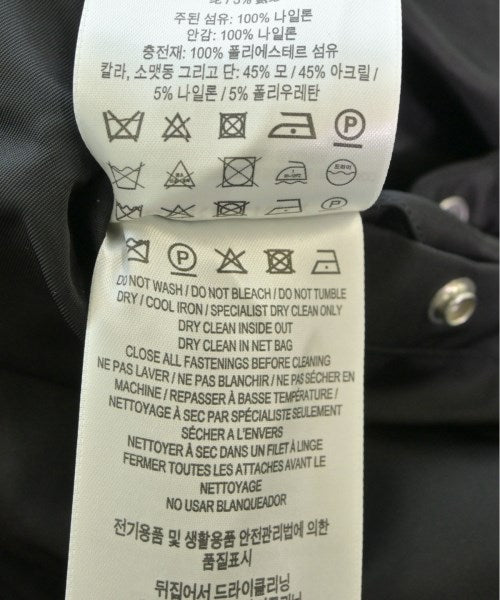 주된 섬유: 100% 나일론
안감: 100% 나일론
충전재: 100% 폴리에스테르 섬유
칼라, 소맷동 그리고 단: 45% 모 / 45% 아크릴 /
5% 나일론 / 5% 폴리우레탄
P
P
DO NOT WASH / DO NOT BLEACH / DO NOT TUMBLE
DRY / COOL IRON / SPECIALIST DRY CLEAN ONLY
DRY CLEAN INSIDE OUT
DRY CLEAN IN NET BAG
CLOSE ALL FASTENINGS BEFORE CLEANING
NE PAS LAVER / NE PAS BLANCHIR / NE PAS SÉCHER EN
MACHINE / REPASSER À BASSE TEMPÉRATURE /
NETTOYAGE À SEC PAR SPÉCIALISTE SEULEMENT
SÉCHER A L'ENVERS
NETTOYER À SEC DANS UN FILET À LINGE
FERMER TOUTES LES ATTACHES AVANT LE
NETTOYAGE
NO USAR BLANQUEADOR
전기용품 및 생활용품 안전관리법에 의한
품질표시
뒤집어서 드라이클리닝